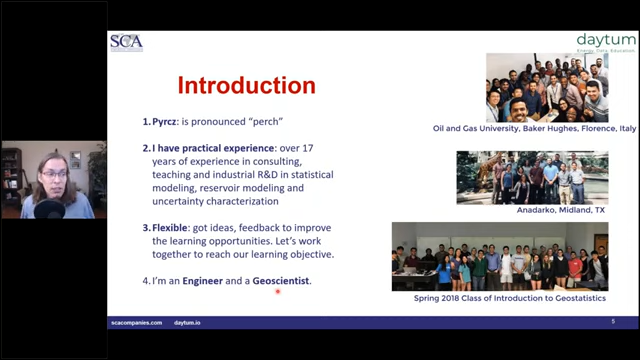 SCA
daytum
Energy. Data. Education.
Introduction
1. Pyrcz: is pronounced “perch”
2. I have practical experience: over 17
years of experience in consulting,
teaching and industrial R&D in statistical
modeling, reservoir modeling and
uncertainty characterization
3. Flexible: got ideas, feedback to improve
the learning opportunities. Let’s work
together to reach our learning objective.
4. I’m an Engineer and a Geoscientist.
Oil and Gas University, Baker Hughes, Florence, Italy
Anadarko, Midland, TX
Spring 2018 Class of Introduction to Geostatistics
scacompanies.com daytum.io
5